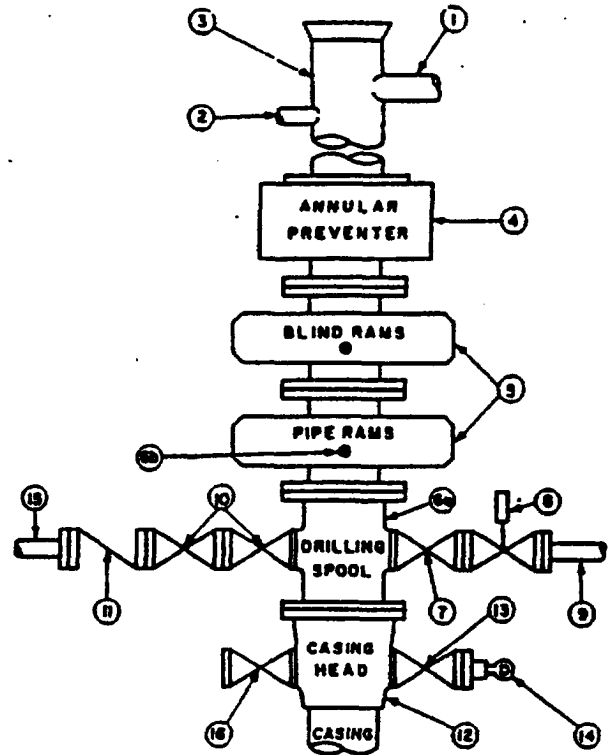 3
1
2
ANNULAR
PREVENTER
4
BLIND RAMS
5
PIPE RAMS
6b
15
10
6a
8
DRILLING
SPOOL
11
7
13
9
CASING
HEAD
16
12
14
CASING